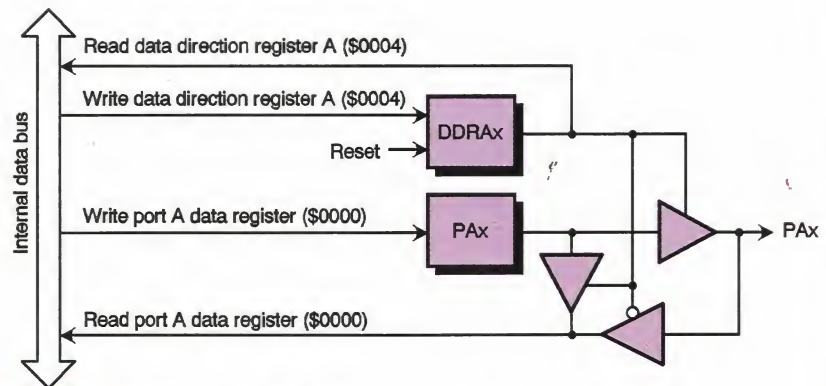 Read data direction register A ($0004)
Write data direction register A ($0004)
DDRAx
Reset
Internal data bus
Write port A data register ($0000)
PAx
PAx
Read port A data register ($0000)